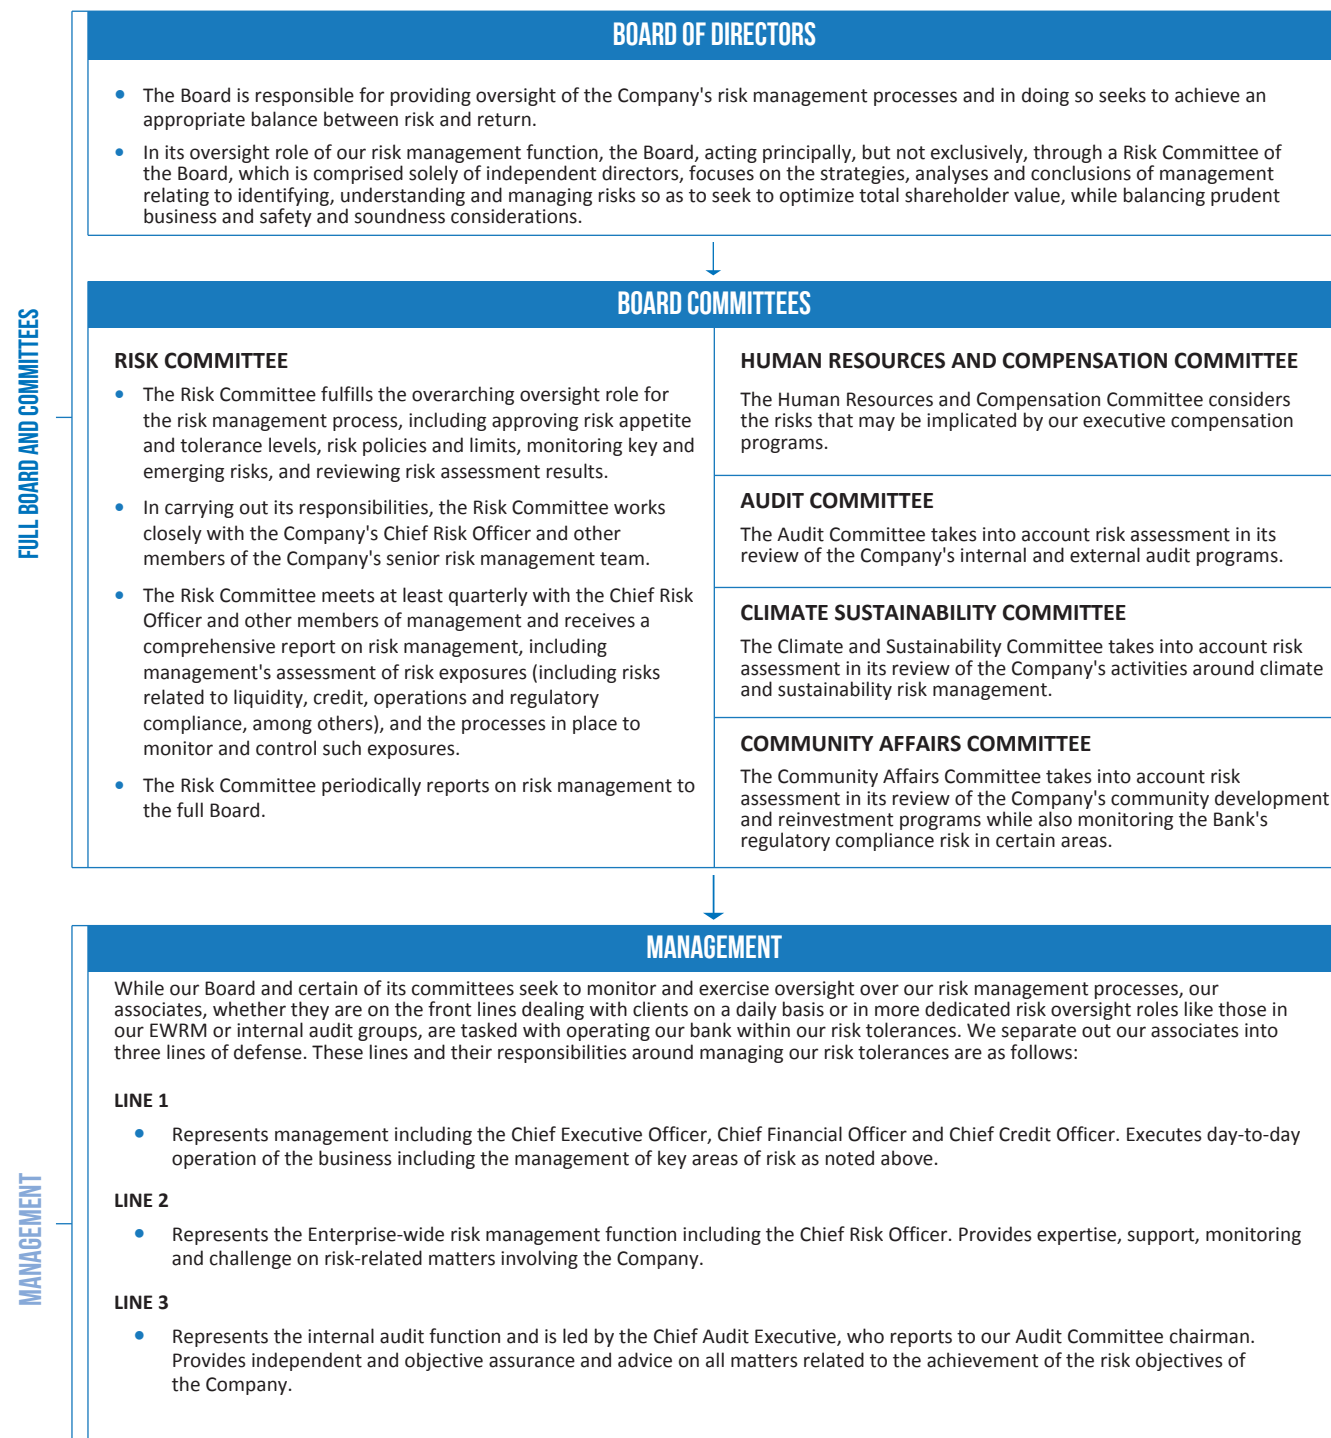 BOARD OF DIRECTORS
• The Board is responsible for providing oversight of the Company's risk management processes and in doing so seeks to achieve an
appropriate balance between risk and return.
• In its oversight role of our risk management function, the Board, acting principally, but not exclusively, through a Risk Committee of
the Board, which is comprised solely of independent directors, focuses on the strategies, analyses and conclusions of management
relating to identifying, understanding and managing risks so as to seek to optimize total shareholder value, while balancing prudent
business and safety and soundness considerations.
FULL BOARD AND COMMITTEES
BOARD COMMITTEES
RISK COMMITTEE
• The Risk Committee fulfills the overarching oversight role for
the risk management process, including approving risk appetite
and tolerance levels, risk policies and limits, monitoring key and
emerging risks, and reviewing risk assessment results.
• In carrying out its responsibilities, the Risk Committee works
closely with the Company's Chief Risk Officer and other
members of the Company's senior risk management team.
• The Risk Committee meets at least quarterly with the Chief Risk
Officer and other members of management and receives a
comprehensive report on risk management, including
management's assessment of risk exposures (including risks
related to liquidity, credit, operations and regulatory
compliance, among others), and the processes in place to
monitor and control such exposures.
• The Risk Committee periodically reports on risk management to
the full Board.
HUMAN RESOURCES AND COMPENSATION COMMITTEE
The Human Resources and Compensation Committee considers
the risks that may be implicated by our executive compensation
programs.
AUDIT COMMITTEE
The Audit Committee takes into account risk assessment in its
review of the Company's internal and external audit programs.
CLIMATE SUSTAINABILITY COMMITTEE
The Climate and Sustainability Committee takes into account risk
assessment in its review of the Company's activities around climate
and sustainability risk management.
COMMUNITY AFFAIRS COMMITTEE
The Community Affairs Committee takes into account risk
assessment in its review of the Company's community development
and reinvestment programs while also monitoring the Bank's
regulatory compliance risk in certain areas.
MANAGEMENT
MANAGEMENT
While our Board and certain of its committees seek to monitor and exercise oversight over our risk management processes, our
associates, whether they are on the front lines dealing with clients on a daily basis or in more dedicated risk oversight roles like those in
our EWRM or internal audit groups, are tasked with operating our bank within our risk tolerances. We separate out our associates into
three lines of defense. These lines and their responsibilities around managing our risk tolerances are as follows:
LINE 1
• Represents management including the Chief Executive Officer, Chief Financial Officer and Chief Credit Officer. Executes day-to-day
operation of the business including the management of key areas of risk as noted above.
LINE 2
• Represents the Enterprise-wide risk management function including the Chief Risk Officer. Provides expertise, support, monitoring
and challenge on risk-related matters involving the Company.
LINE 3
• Represents the internal audit function and is led by the Chief Audit Executive, who reports to our Audit Committee chairman.
Provides independent and objective assurance and advice on all matters related to the achievement of the risk objectives of
the Company.